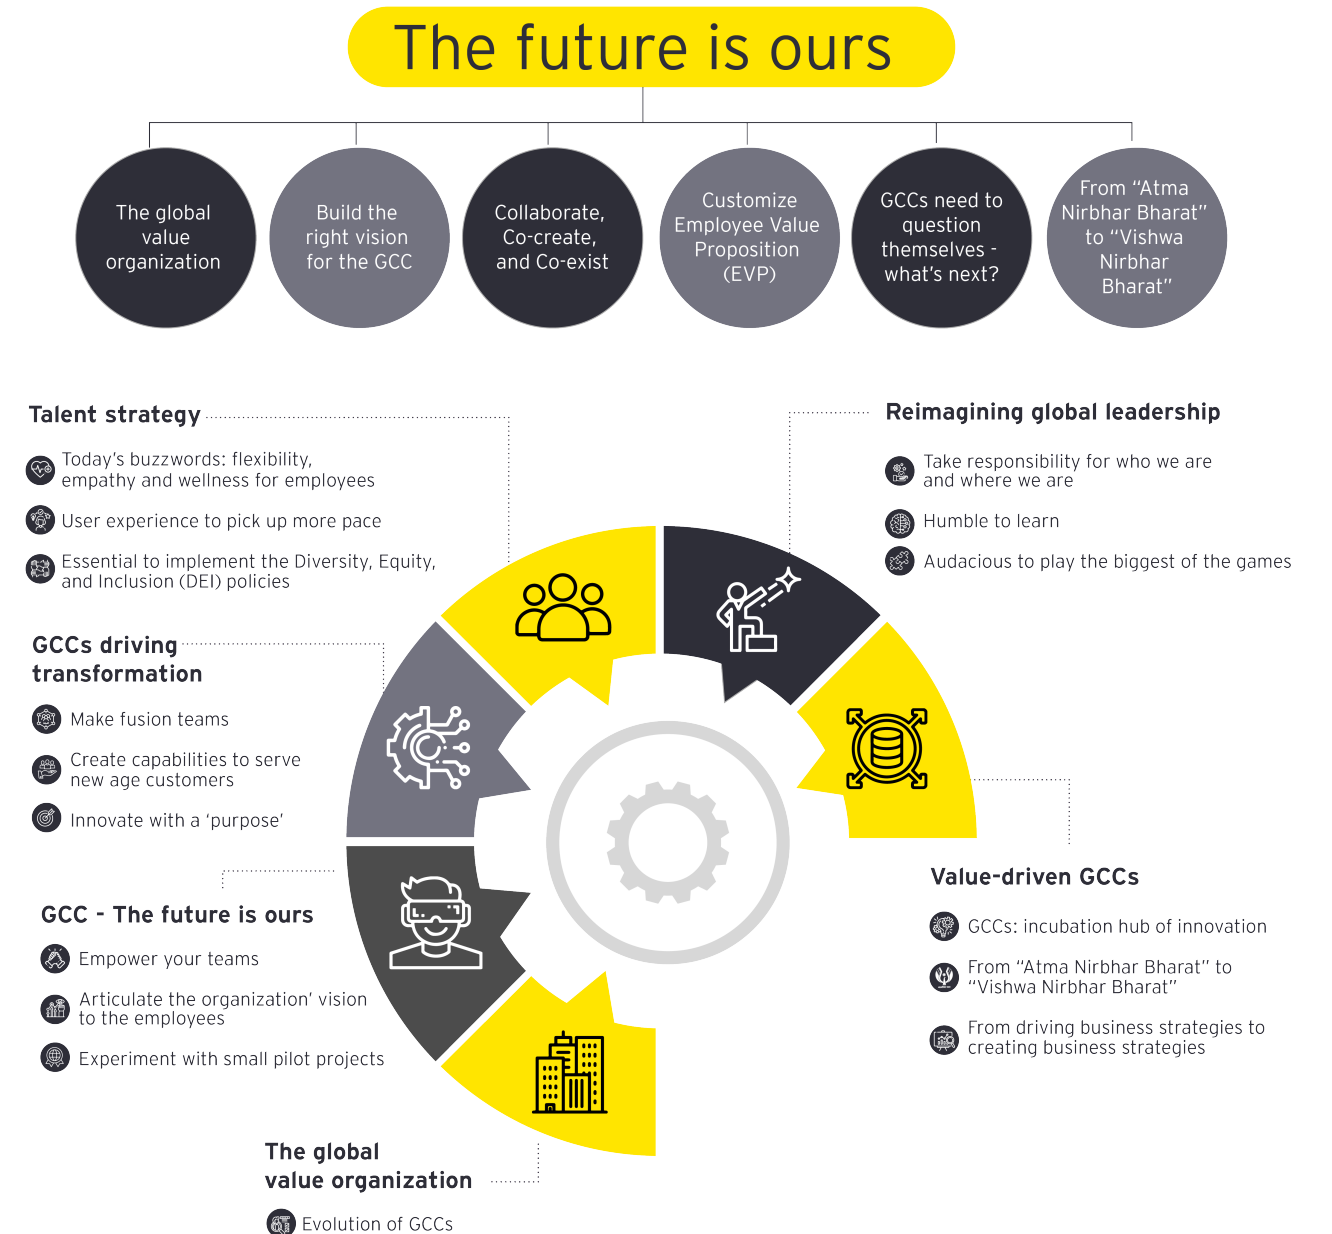 The future is ours
The global
value
organization
Build the
right vision
for the GCC
Collaborate,
Co-create,
and Co-exist
Customize
Employee Value
Proposition
(EVP)
GCCs need to
question
themselves -
what's next?
From “Atma
Nirbhar Bharat”
to “Vishwa
Nirbhar
Bharat”
Talent strategy
Today's buzzwords: flexibility,
empathy and wellness for employees
User experience to pick up more pace
Essential to implement the Diversity, Equity,
and Inclusion (DEI) policies
Reimagining global leadership
Take responsibility for who we are
and where we are
Humble to learn
Audacious to play the biggest of the games
GCCs driving
transformation
Make fusion teams
Create capabilities to serve
new age customers
Innovate with a ‘purpose’
GCC - The future is ours
Empower your teams
Articulate the organization’ vision
to the employees
Experiment with small pilot projects
Value-driven GCCs
GCCs: incubation hub of innovation
From “Atma Nirbhar Bharat” to
“Vishwa Nirbhar Bharat”
From driving business strategies to
creating business strategies
The global
value organization
Evolution of GCCs